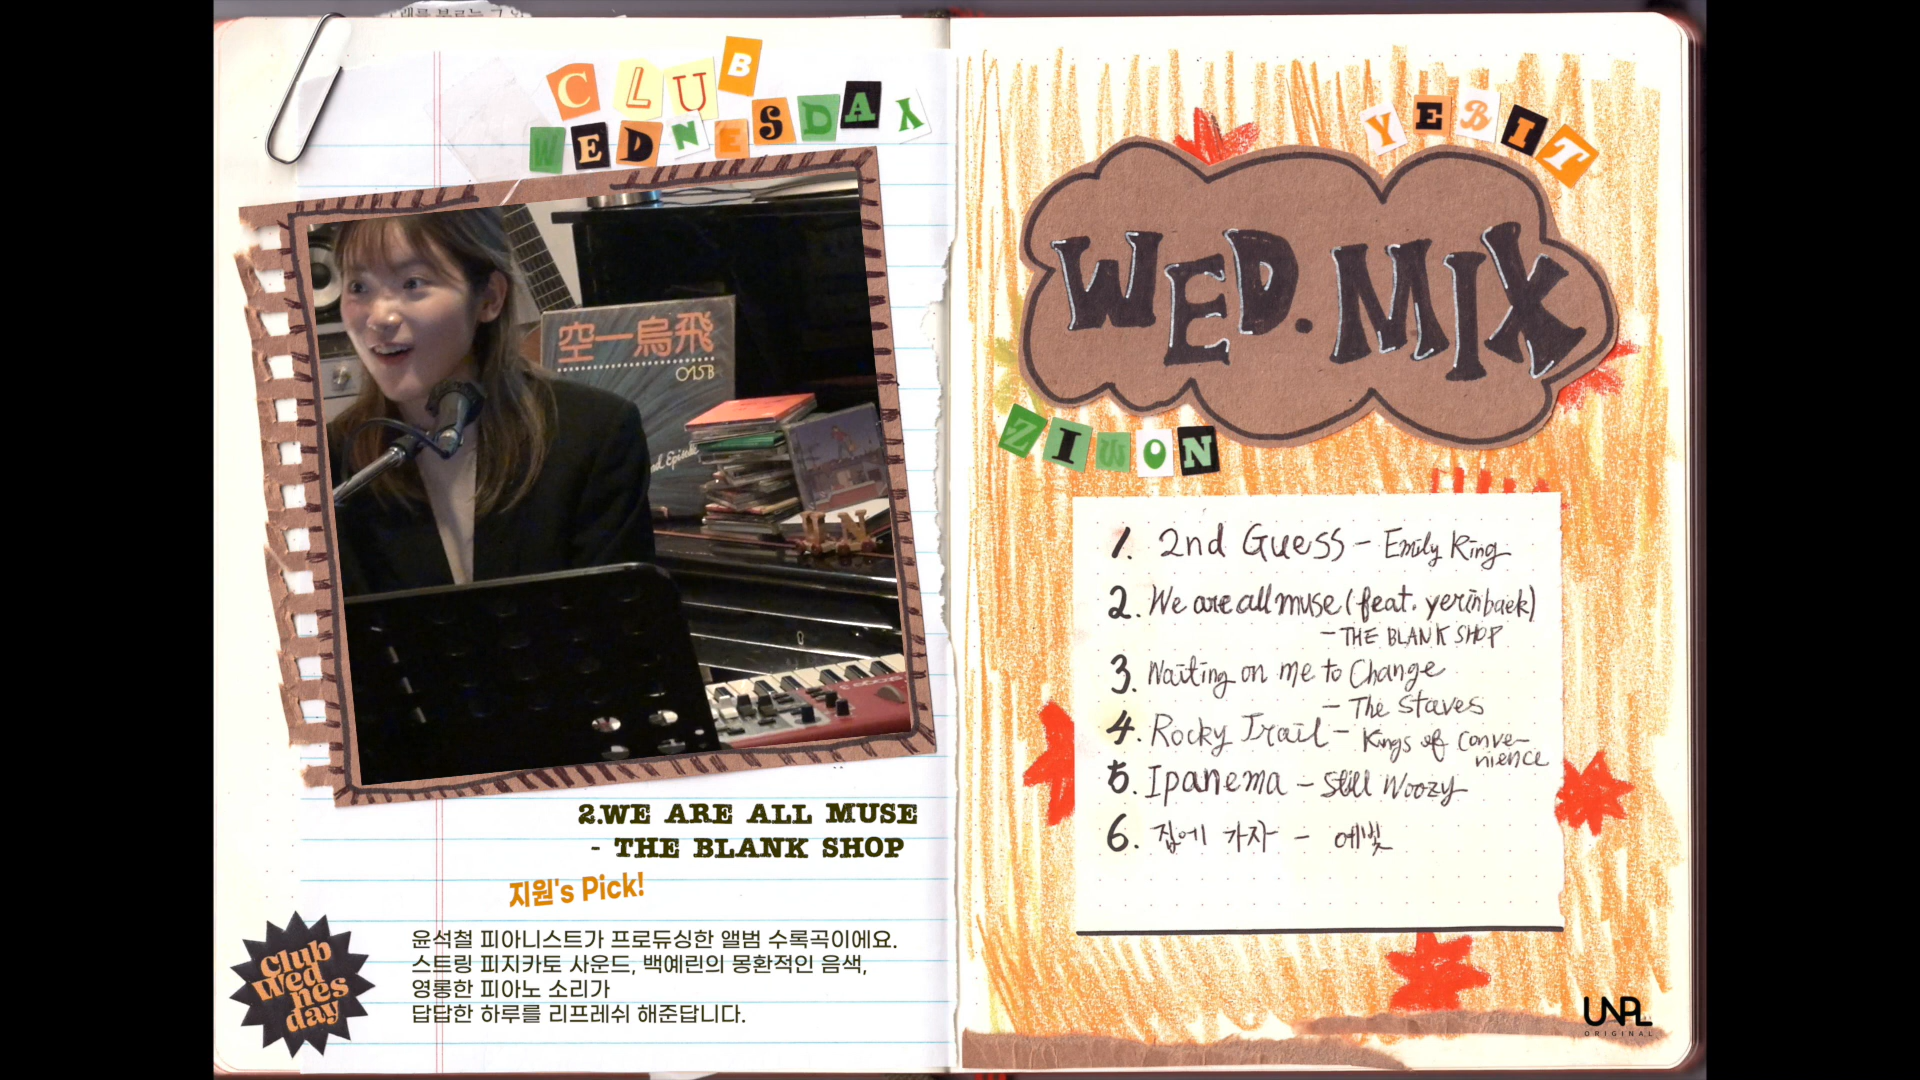 CLUB
WEDNESDAY
空一烏飛
015B
2.WE ARE ALL MUSE
- THE BLANK SHOP
지원's Pick!
윤석철 피아니스트가 프로듀싱한 앨범 수록곡이에요.
스트링 피지카토 사운드, 백예린의 몽환적인 음색,
영롱한 피아노 소리가
답답한 하루를 리프레쉬 해준답니다.
Club
Wed
nes
day
YEBIT
WED.MIX
ZIWON
1. 2nd Guess - Emily King
2. We are all muse (feat. yerinbaek)
- THE BLANK SHOP
3. Waiting on me to Change
- The Staves
4. Rocky Trail - Kings of Conve-
nience
5. Ipanema - Still Woozy
6. 집에 가자 - 예빛
UNPL
ORIGINAL